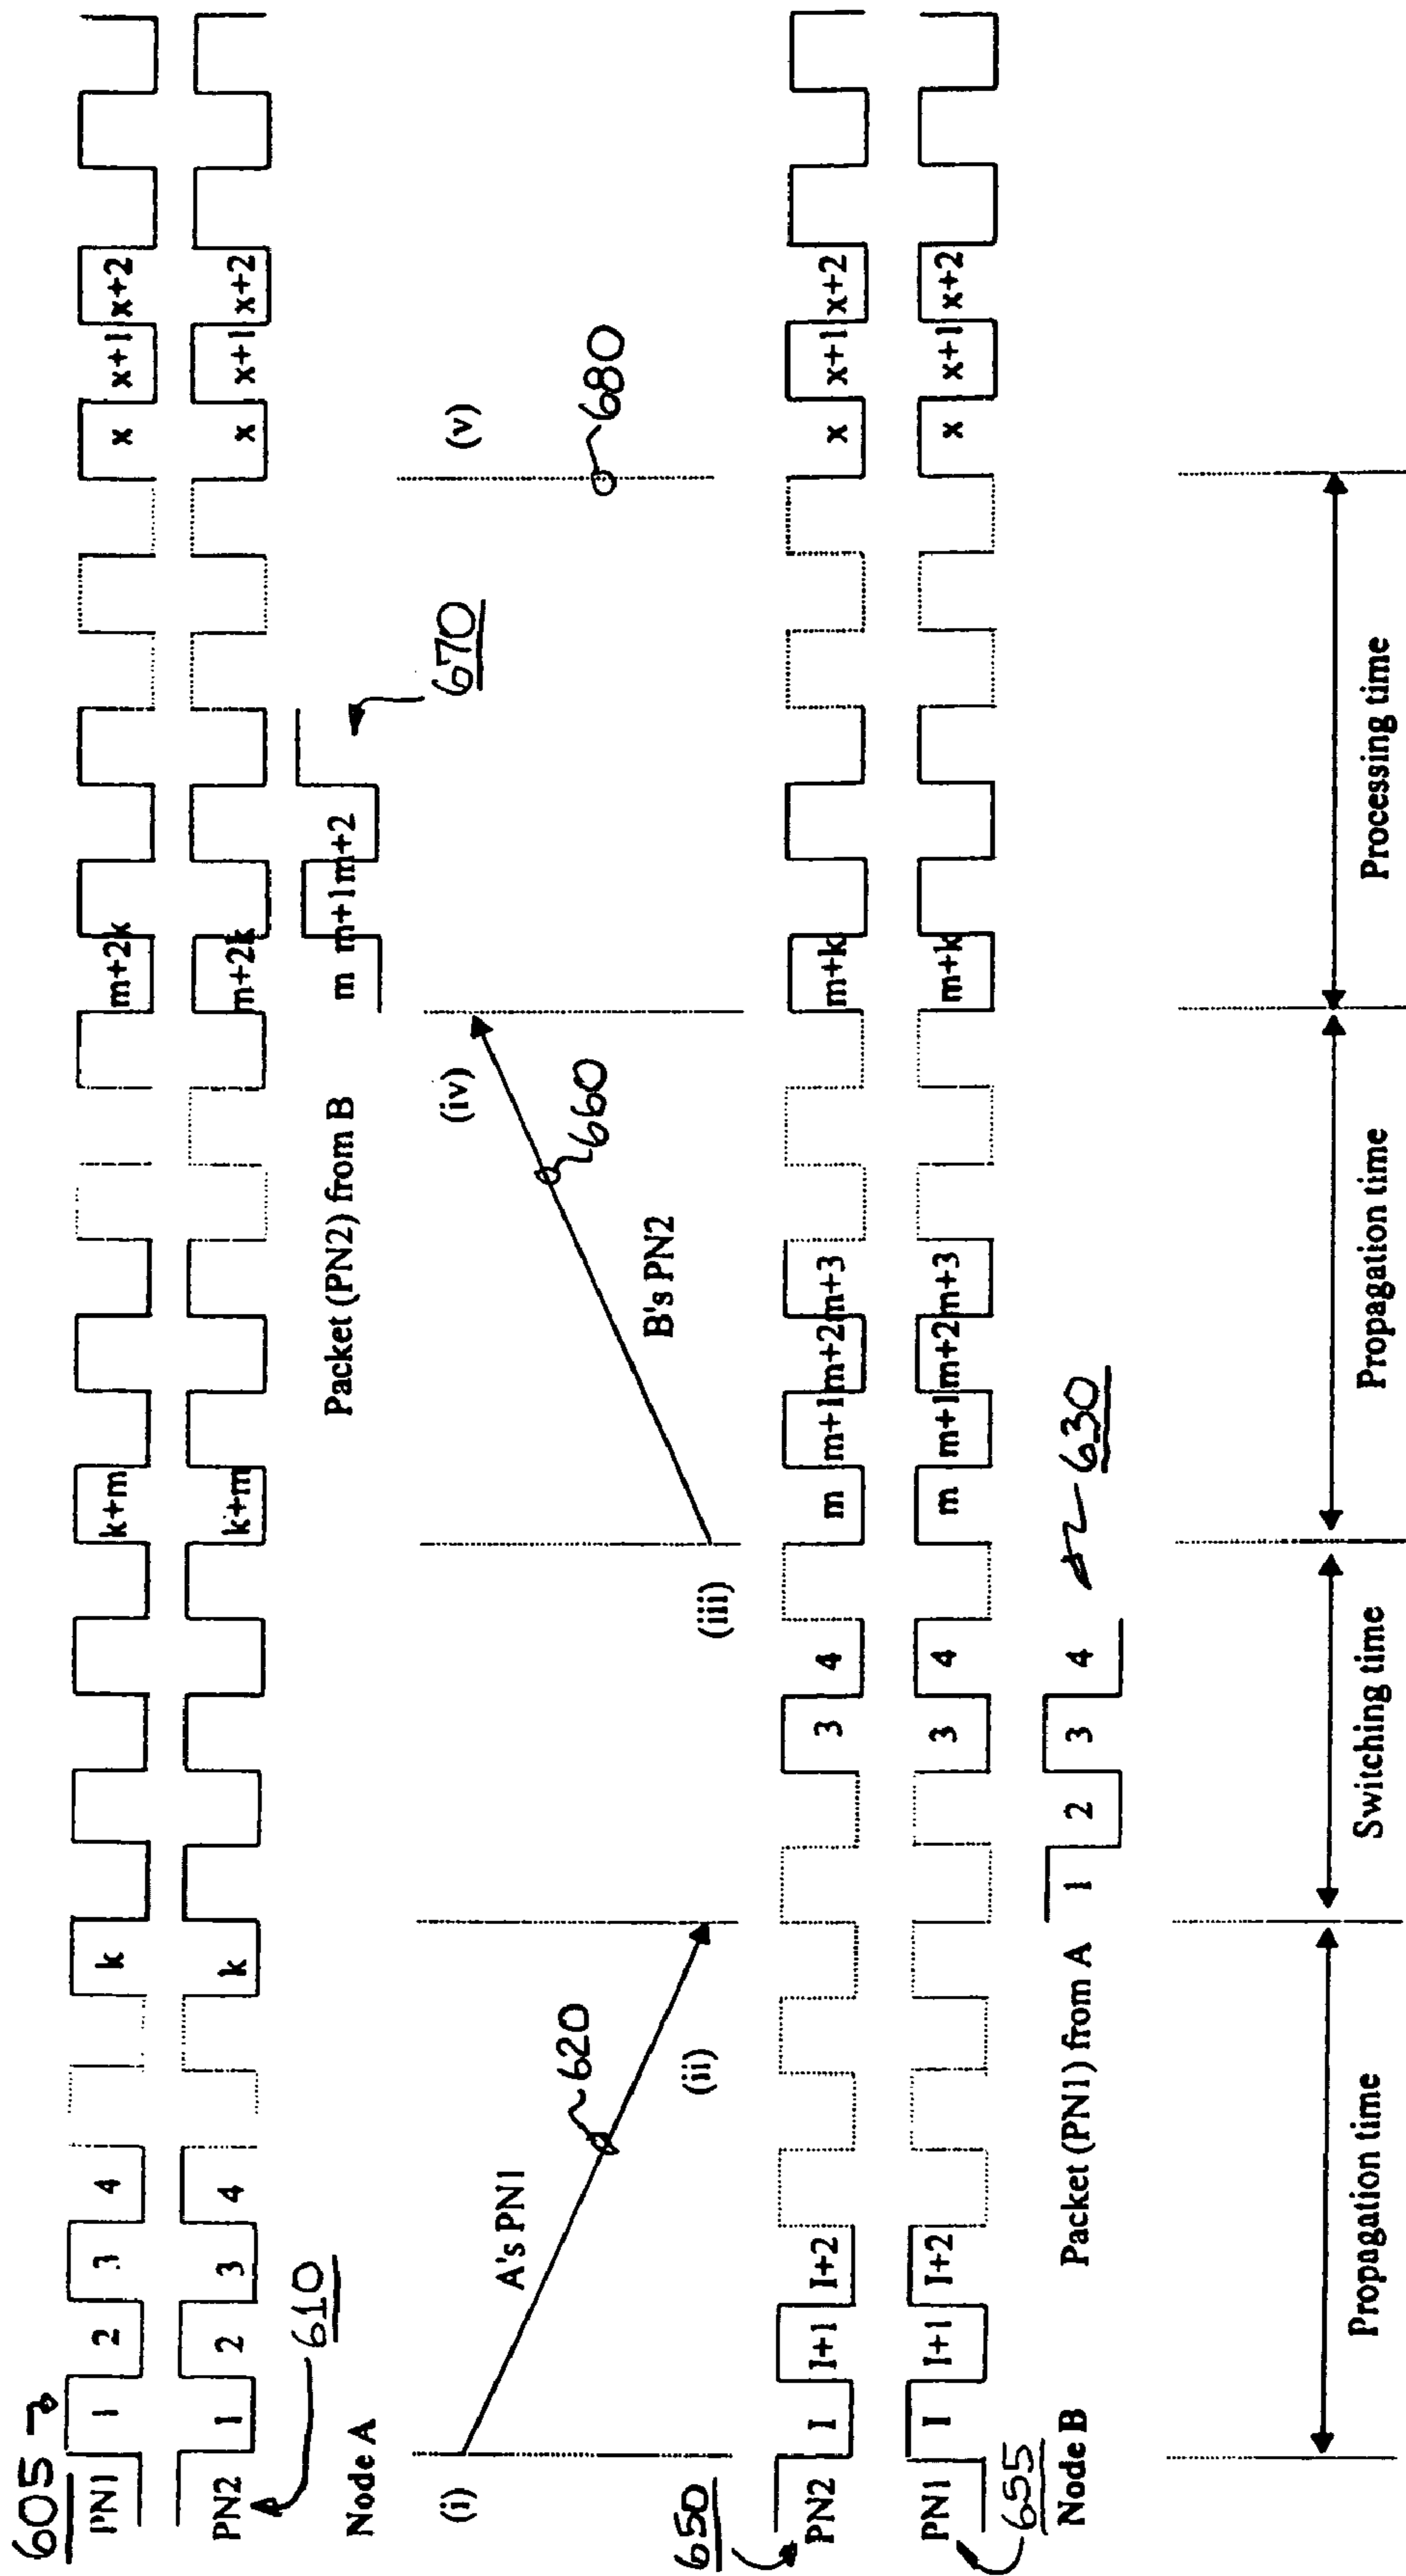 605
PN1 1 2 3 4 k k+m m+2k x x+1 x+2
PN2 1 2 3 4 k k+m m+2k x x+1 x+2
610
Node A
Packet (PN2) from B
m m+1 m+2
670
(i)
A's PN1
620
(ii)
(iii)
B's PN2
660
(iv)
(v)
680
650
PN2 I I+1 I+2 3 4 m m+1 m+2 m+3 m+k x x+1 x+2
PN1 I I+1 I+2 3 4 m m+1 m+2 m+3 m+k x x+1 x+2
655
Node B
Packet (PN1) from A
1 2 3 4
630
Propagation time
Switching time
Propagation time
Processing time